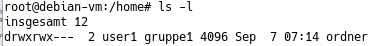 root@debian-vm:/home# ls -l
insgesamt 12
drwxrwx--- 2 user1 gruppe1 4096 Sep 7 07:14 ordner